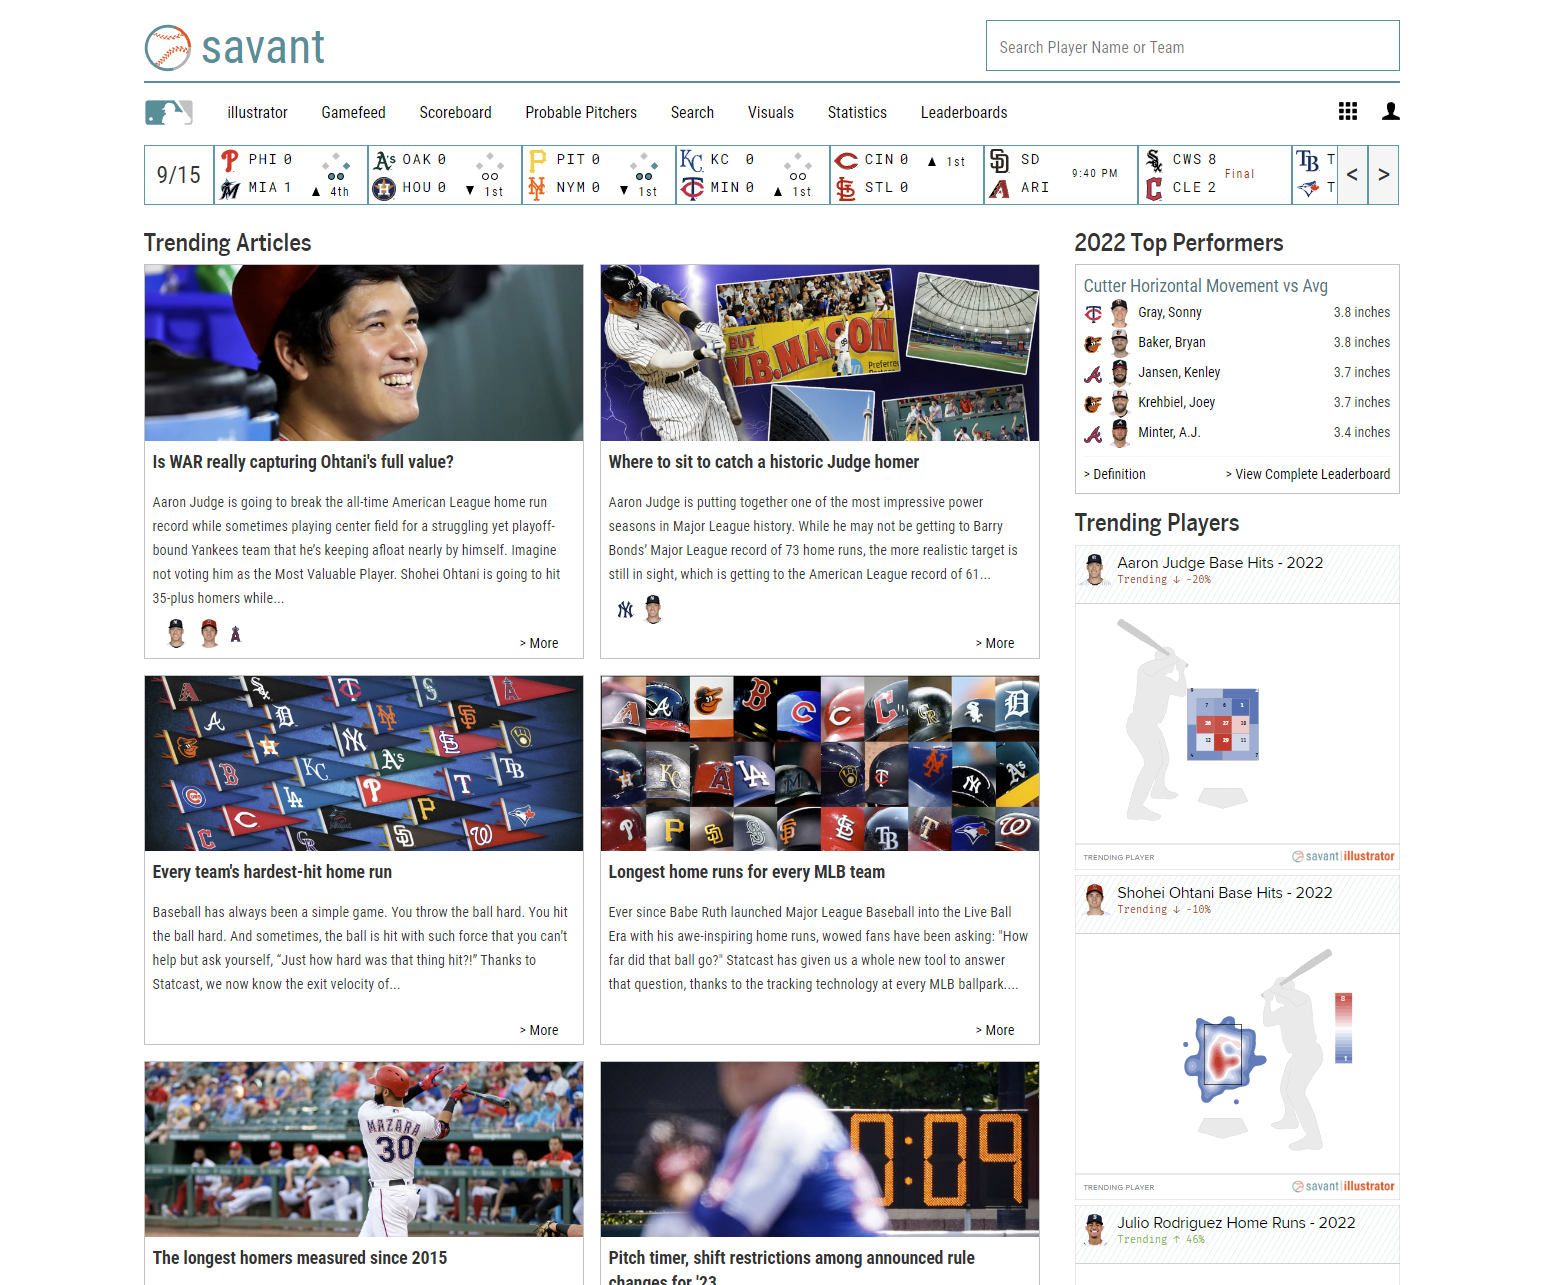 savant
Search Player Name or Team
illustrator Gamefeed Scoreboard Probable Pitchers Search Visuals Statistics Leaderboards
9/15
PHI 0
MIA 1 ▲ 4th
OAK 0
HOU 0 ▼ 1st
PIT 0
NYM 0 ▼ 1st
KC 0
MIN 0 ▲ 1st
CIN 0 ▲ 1st
STL 0
SD
ARI 9:40 PM
CWS 8
CLE 2 Final
T
T
< >
Trending Articles
BUT
W.B.MASON
Preferred
Is WAR really capturing Ohtani's full value?
Aaron Judge is going to break the all-time American League home run
record while sometimes playing center field for a struggling yet playoff-
bound Yankees team that he's keeping afloat nearly by himself. Imagine
not voting him as the Most Valuable Player. Shohei Ohtani is going to hit
35-plus homers while...
> More
Where to sit to catch a historic Judge homer
Aaron Judge is putting together one of the most impressive power
seasons in Major League history. While he may not be getting to Barry
Bonds' Major League record of 73 home runs, the more realistic target is
still in sight, which is getting to the American League record of 61...
> More
Every team's hardest-hit home run
Baseball has always been a simple game. You throw the ball hard. You hit
the ball hard. And sometimes, the ball is hit with such force that you can't
help but ask yourself, “Just how hard was that thing hit?!” Thanks to
Statcast, we now know the exit velocity of...
> More
Longest home runs for every MLB team
Ever since Babe Ruth launched Major League Baseball into the Live Ball
Era with his awe-inspiring home runs, wowed fans have been asking: "How
far did that ball go?" Statcast has given us a whole new tool to answer
that question, thanks to the tracking technology at every MLB ballpark....
> More
MAZARA
30
The longest homers measured since 2015
0:09
Pitch timer, shift restrictions among announced rule
changes for '23
2022 Top Performers
Cutter Horizontal Movement vs Avg
Gray, Sonny 3.8 inches
Baker, Bryan 3.8 inches
Jansen, Kenley 3.7 inches
Krehbiel, Joey 3.7 inches
Minter, A.J. 3.4 inches
> Definition > View Complete Leaderboard
Trending Players
Aaron Judge Base Hits - 2022
Trending ↓ -20%
7 6 1
26 27 18
12 29 11
TRENDING PLAYER savant|illustrator
Shohei Ohtani Base Hits - 2022
Trending ↓ -10%
8
1
TRENDING PLAYER savant|illustrator
Julio Rodriguez Home Runs - 2022
Trending ↑ 46%